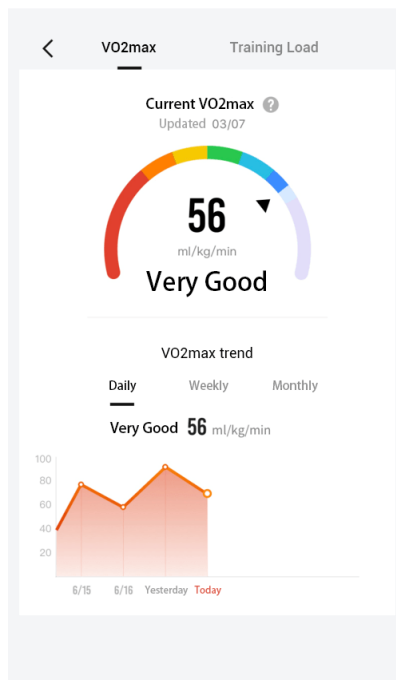 VO2max Training Load
Current VO2max ?
Updated 03/07
56
ml/kg/min
Very Good
VO2max trend
Daily Weekly Monthly
Very Good 56 ml/kg/min
100
80
60
40
20
6/15 6/16 Yesterday Today